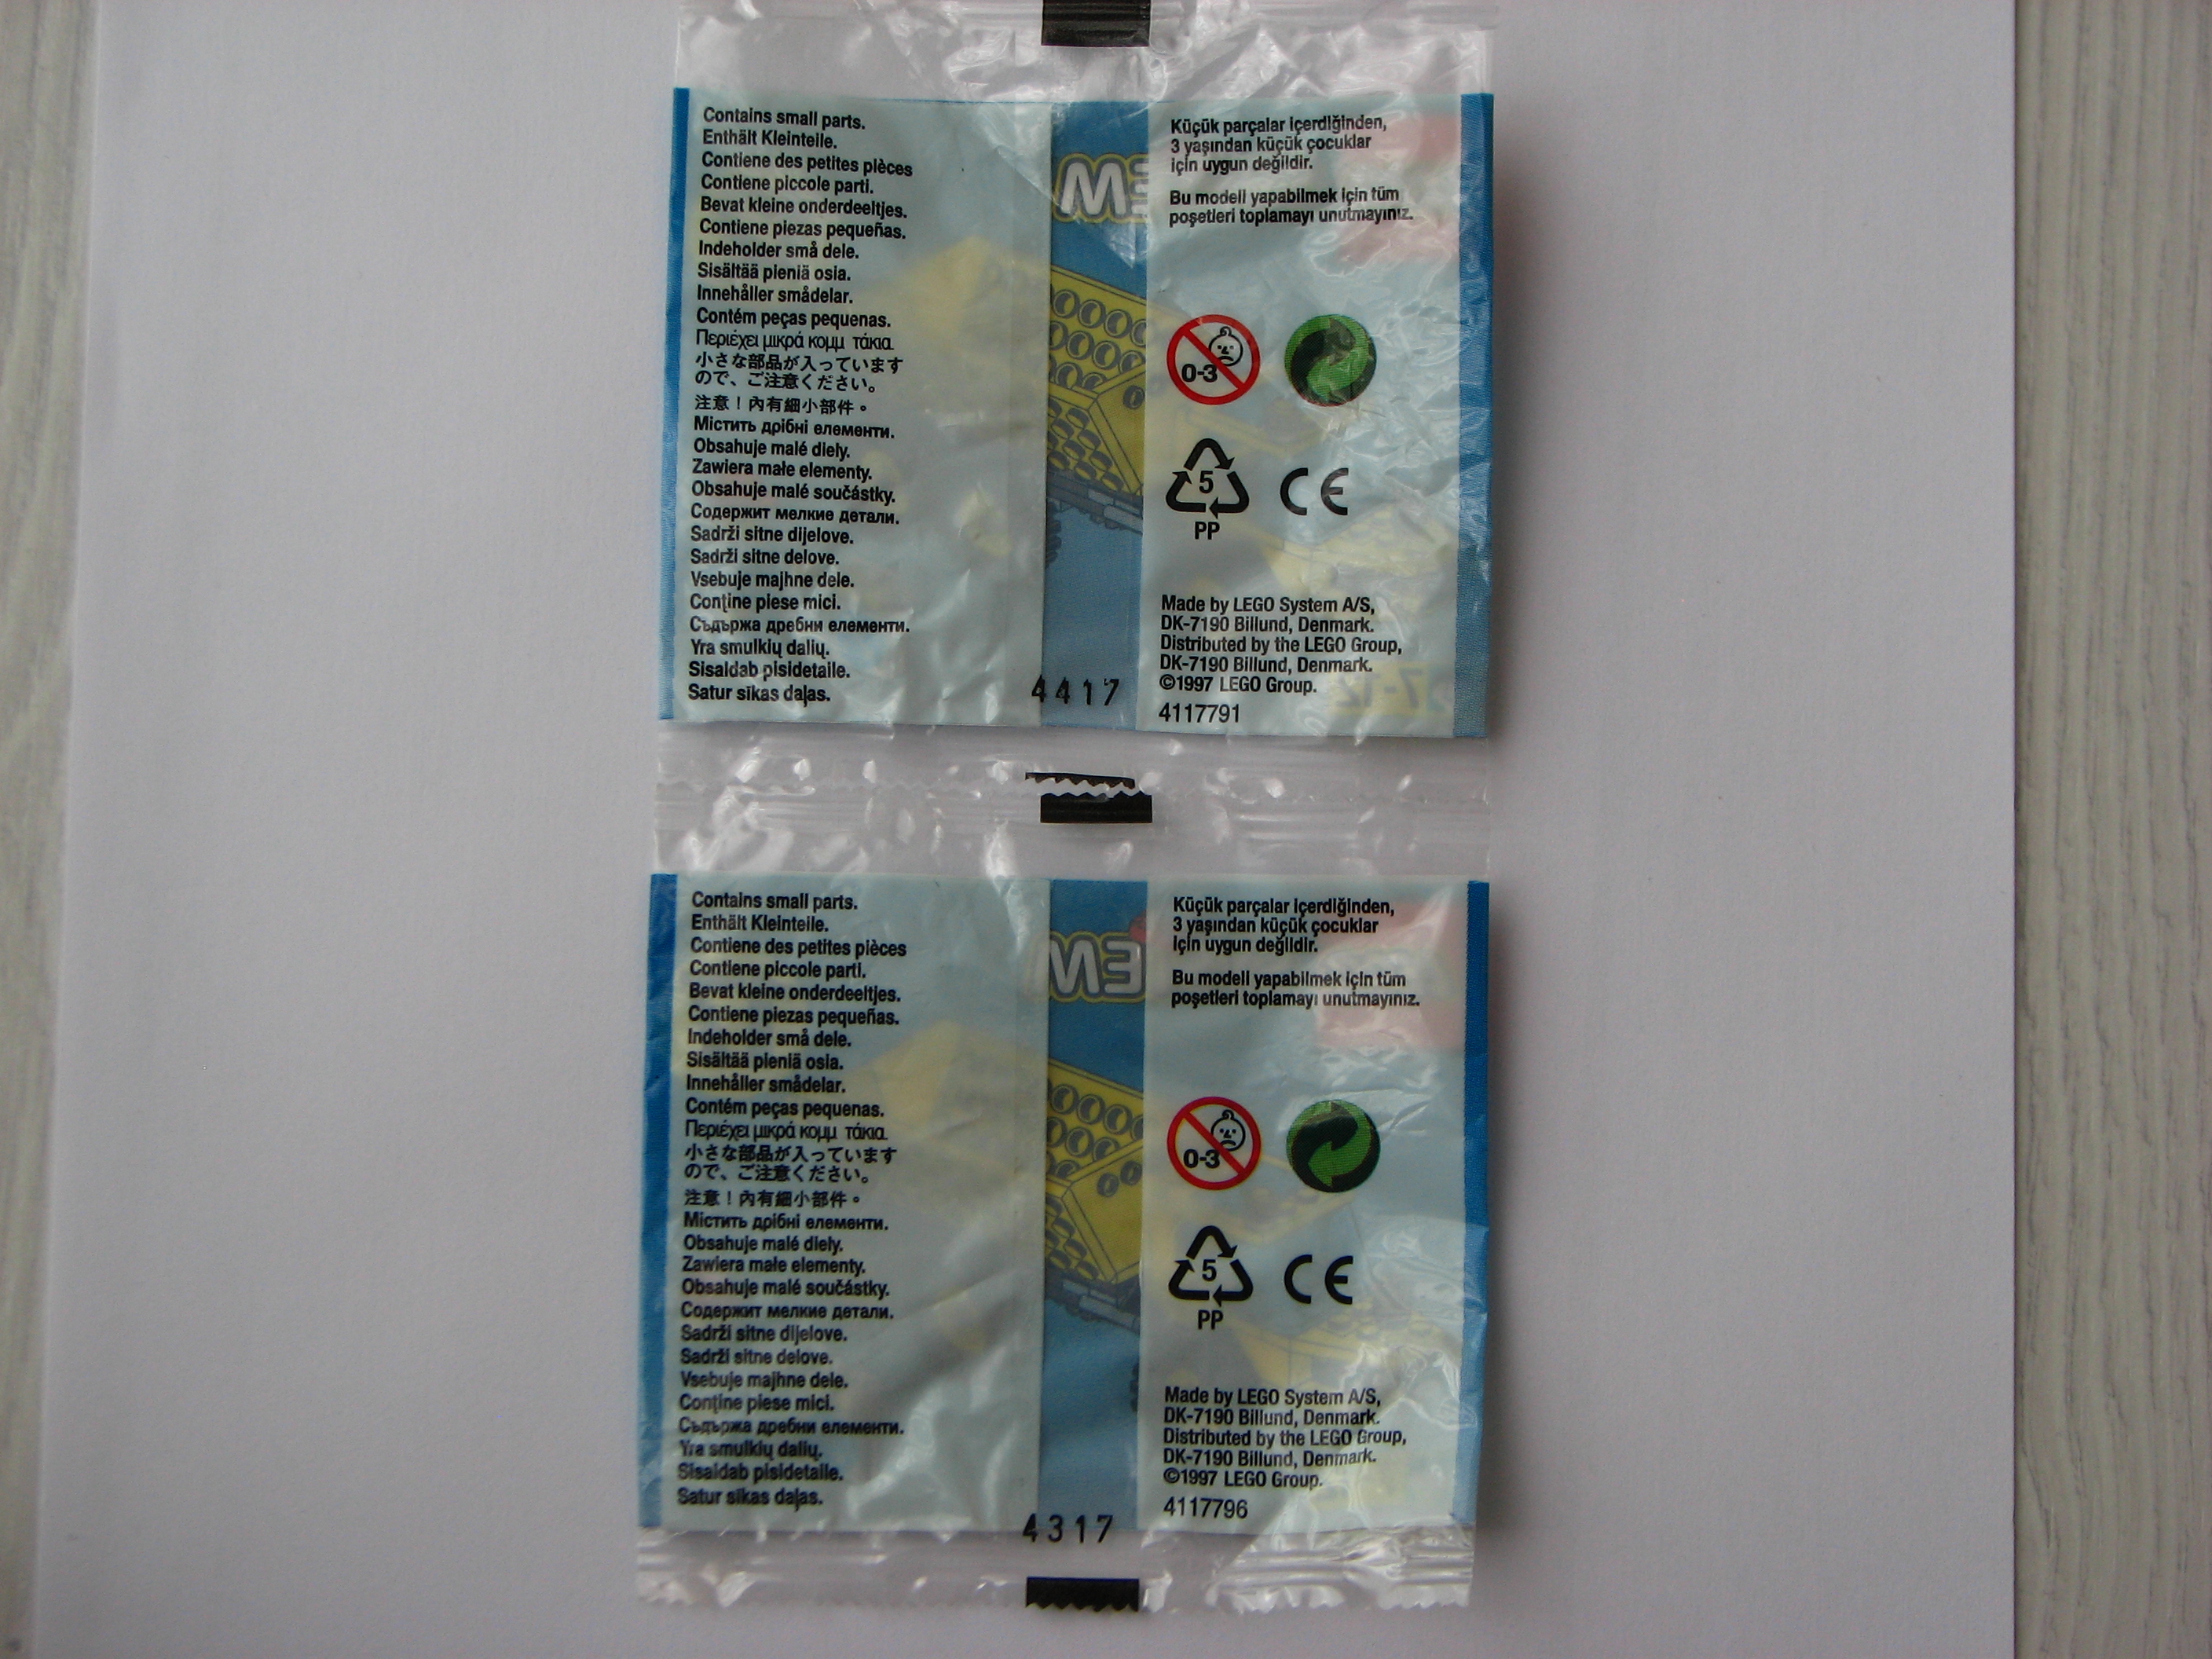 Contains small parts.
Enthält Kleinteile.
Contiene des petites pièces
Contiene piccole parti.
Bevat kleine onderdeeltjes.
Contiene piezas pequeñas.
Indeholder små dele.
Sisältää pieniä osia.
Innehåller smådelar.
Contém peças pequenas.
Περιέχει μικρά κομμ τάκια.
小さな部品が入っています
ので、ご注意ください。
注意！內有細小部件。
Містить дрібні елементи.
Obsahuje malé diely.
Zawiera małe elementy.
Obsahuje malé součástky.
Содержит мелкие детали.
Sadrži sitne dijelove.
Sadrži sitne delove.
Vsebuje majhne dele.
Conţine piese mici.
Съдържа дребни елементи.
Yra smulkių dalių.
Sisaldab pisidetaile.
Satur sīkas daļas.
4417
Küçük parçalar içerdiğinden,
3 yaşından küçük çocuklar
için uygun değildir.
Bu modeli yapabilmek için tüm
poşetleri toplamayı unutmayınız.
0-3
5
PP
CE
Made by LEGO System A/S,
DK-7190 Billund, Denmark.
Distributed by the LEGO Group,
DK-7190 Billund, Denmark.
©1997 LEGO Group.
4117791
Contains small parts.
Enthält Kleinteile.
Contiene des petites pièces
Contiene piccole parti.
Bevat kleine onderdeeltjes.
Contiene piezas pequeñas.
Indeholder små dele.
Sisältää pieniä osia.
Innehåller smådelar.
Contém peças pequenas.
Περιέχει μικρά κομμ τάκια.
小さな部品が入っています
ので、ご注意ください。
注意！內有細小部件。
Містить дрібні елементи.
Obsahuje malé diely.
Zawiera małe elementy.
Obsahuje malé součástky.
Содержит мелкие детали.
Sadrži sitne dijelove.
Sadrži sitne delove.
Vsebuje majhne dele.
Conţine piese mici.
Съдържа дребни елементи.
Yra smulkių dalių.
Sisaldab pisidetaile.
Satur sīkas daļas.
4317
Küçük parçalar içerdiğinden,
3 yaşından küçük çocuklar
için uygun değildir.
Bu modeli yapabilmek için tüm
poşetleri toplamayı unutmayınız.
0-3
5
PP
CE
Made by LEGO System A/S,
DK-7190 Billund, Denmark.
Distributed by the LEGO Group,
DK-7190 Billund, Denmark.
©1997 LEGO Group.
4117796